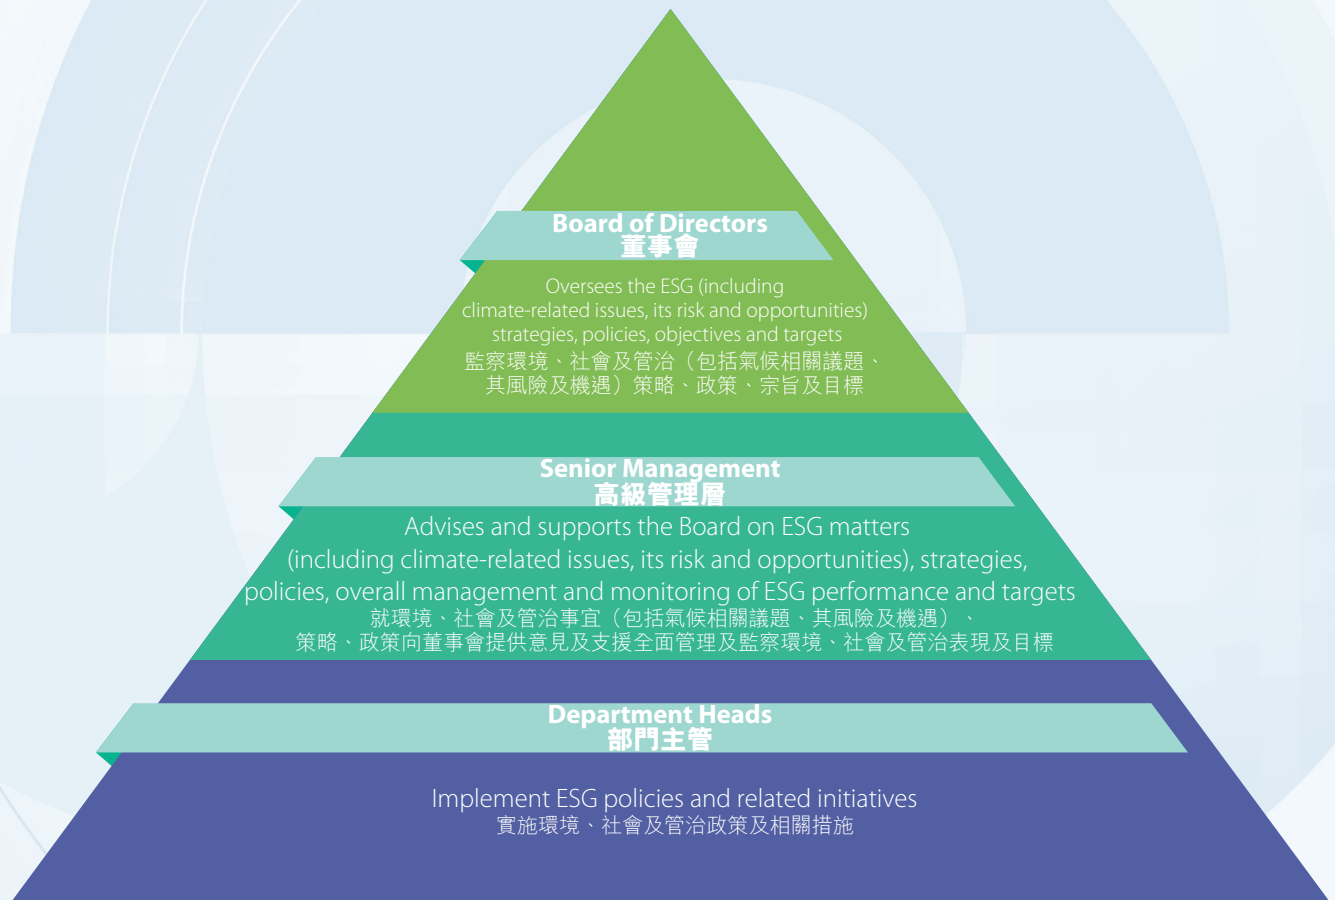 Board of Directors
董事會
Oversees the ESG (including
climate-related issues, its risk and opportunities)
strategies, policies, objectives and targets
監察環境、社會及管治（包括氣候相關議題、
其風險及機遇）策略、政策、宗旨及目標
Senior Management
高級管理層
Advises and supports the Board on ESG matters
(including climate-related issues, its risk and opportunities), strategies,
policies, overall management and monitoring of ESG performance and targets
就環境、社會及管治事宜（包括氣候相關議題、其風險及機遇）、
策略、政策向董事會提供意見及支援全面管理及監察環境、社會及管治表現及目標
Department Heads
部門主管
Implement ESG policies and related initiatives
實施環境、社會及管治政策及相關措施